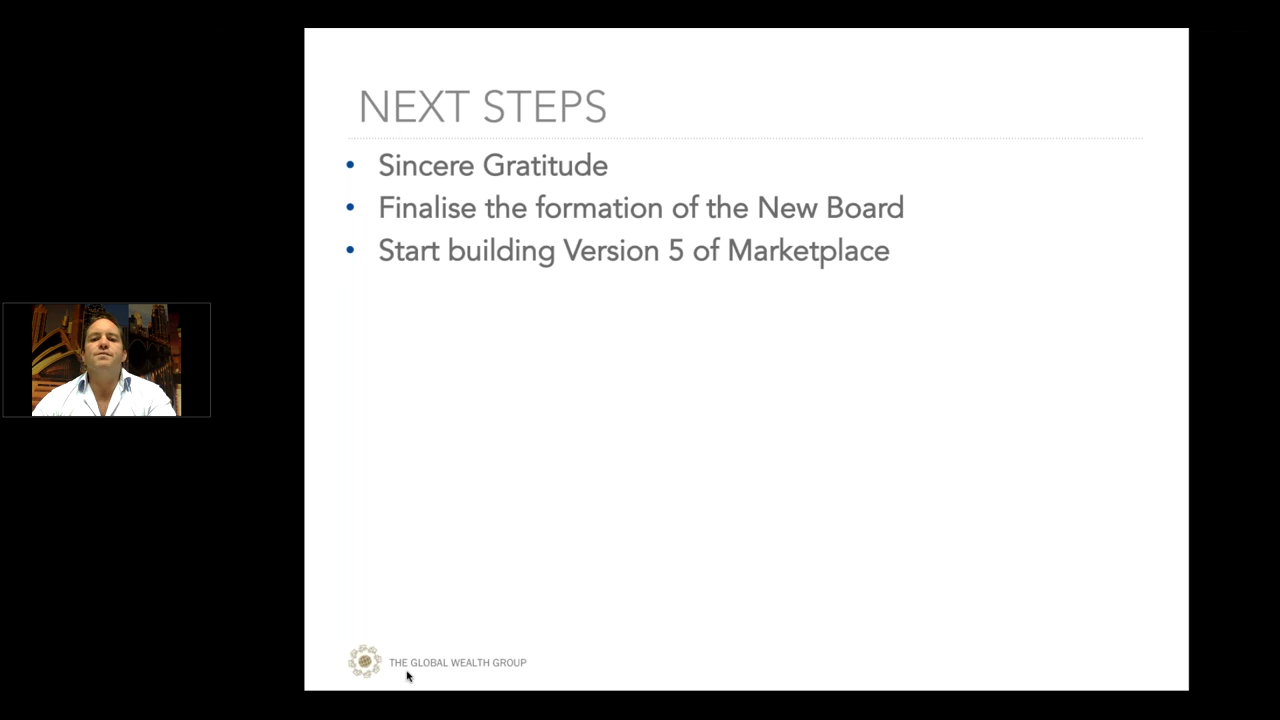 NEXT STEPS
• Sincere Gratitude
• Finalise the formation of the New Board
• Start building Version 5 of Marketplace
THE GLOBAL WEALTH GROUP